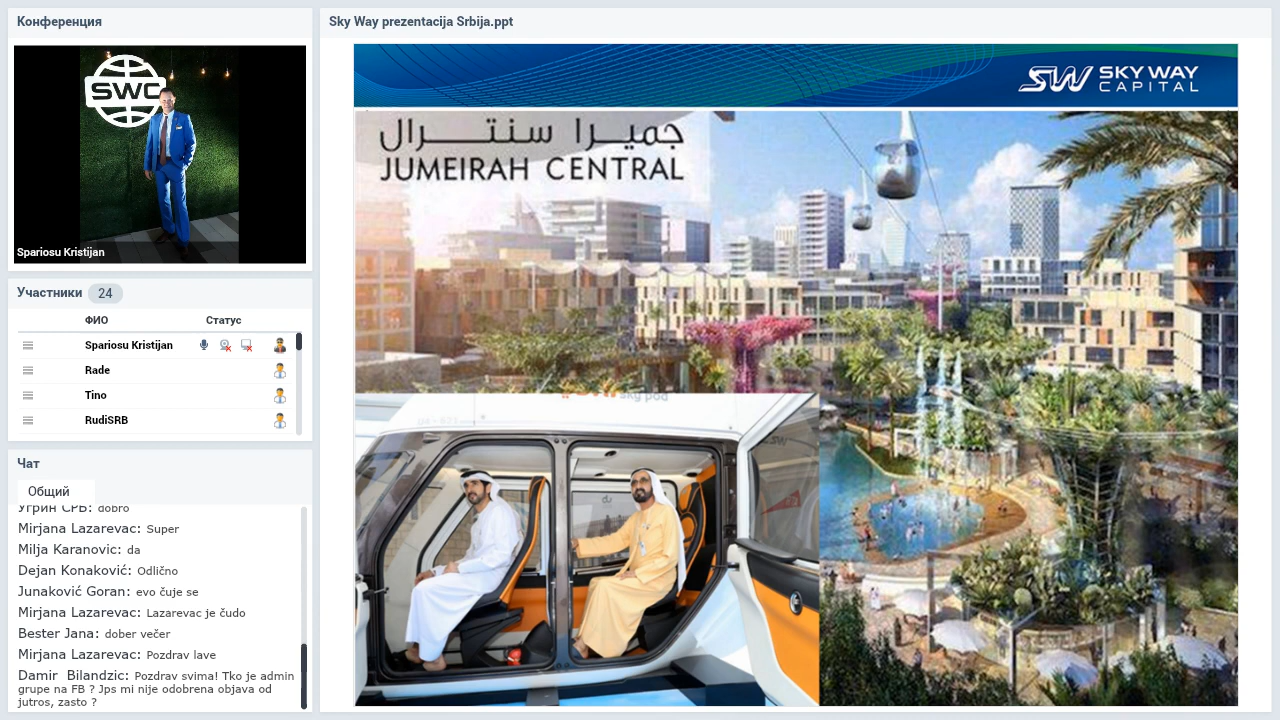 Конференция
SWC
Spariosu Kristijan
Участники 24
ФИО Статус
Spariosu Kristijan
Rade
Tino
RudiSRB
Чат
Общий
Угрин СРБ: dobro
Mirjana Lazarevac: Super
Milja Karanovic: da
Dejan Konaković: Odlično
Junaković Goran: evo čuje se
Mirjana Lazarevac: Lazarevac je čudo
Bester Jana: dober večer
Mirjana Lazarevac: Pozdrav lave
Damir Bilandzic: Pozdrav svima! Tko je admin
grupe na FB ? Jps mi nije odobrena objava od
jutros, zasto ?
Sky Way prezentacija Srbija.ppt
SW SKY WAY
CAPITAL
جميرا سنترال
JUMEIRAH CENTRAL
sky pod